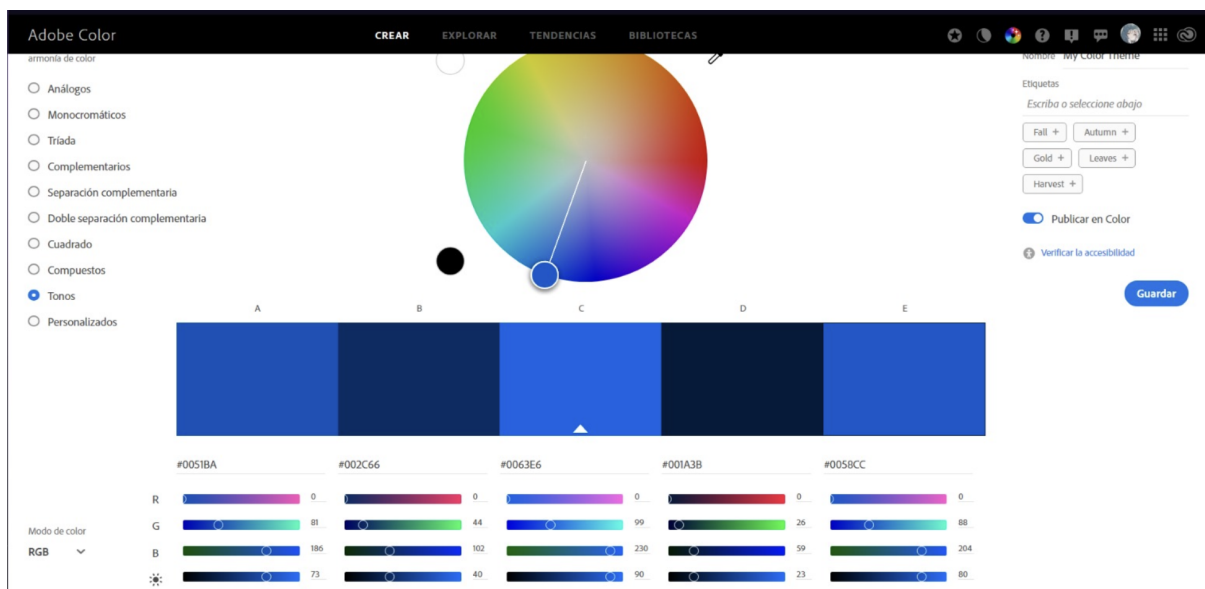 Adobe Color
CREAR EXPLORAR TENDENCIAS BIBLIOTECAS
armonía de color
Análogos
Monocromáticos
Tríada
Complementarios
Separación complementaria
Doble separación complementaria
Cuadrado
Compuestos
Tonos
Personalizados
Nombre My Color Theme
Etiquetas
Escriba o seleccione abajo
Fall + Autumn +
Gold + Leaves +
Harvest +
Publicar en Color
Verificar la accesibilidad
Guardar
A B C D E
#0051BA #002C66 #0063E6 #001A3B #0058CC
R 0 0 0 0 0
G 81 44 99 26 88
B 186 102 230 59 204
73 40 90 23 80
Modo de color
RGB